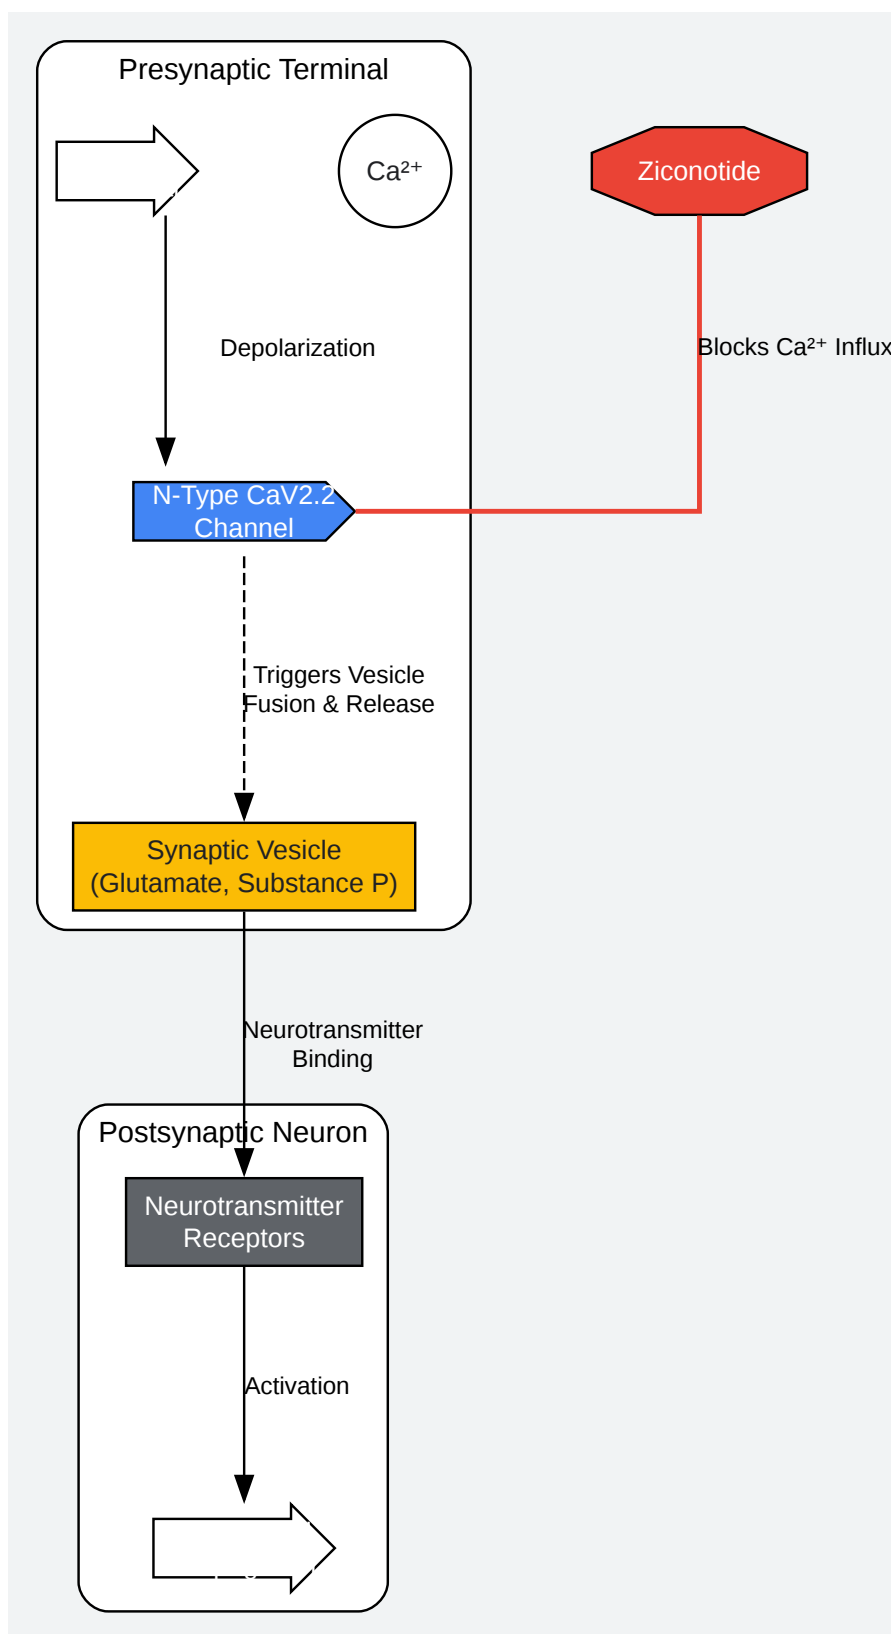 Presynaptic Terminal
Ca²⁺
Ziconotide
Depolarization
Blocks Ca²⁺ Influx
N-Type CaV2.2
Channel
Triggers Vesicle
Fusion & Release
Synaptic Vesicle
(Glutamate, Substance P)
Neurotransmitter
Binding
Postsynaptic Neuron
Neurotransmitter
Receptors
Activation